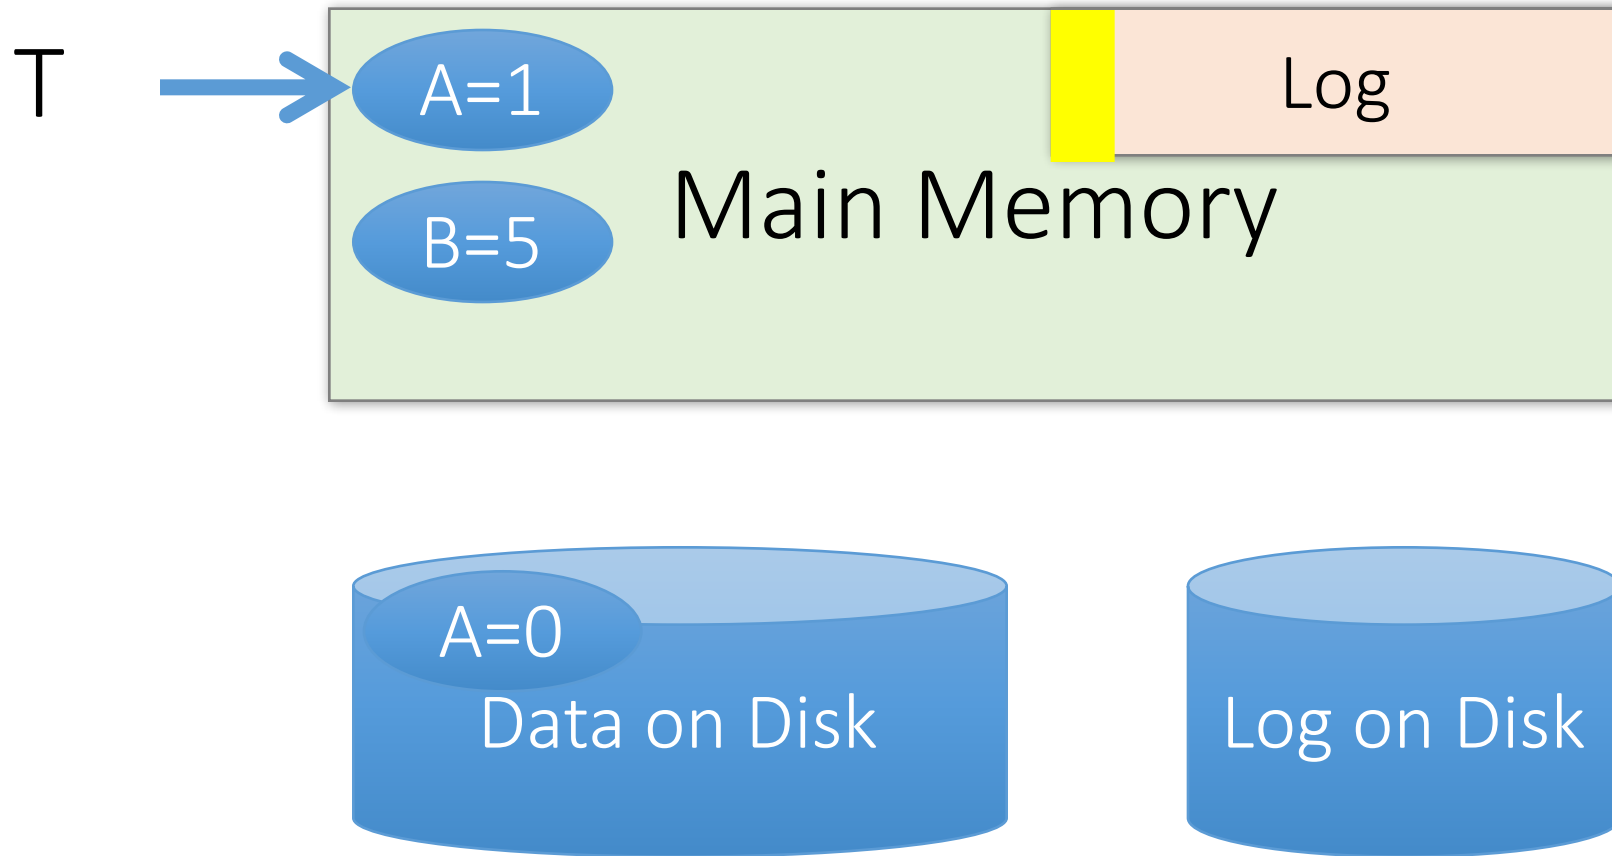 T
A=1
Log
Main Memory
B=5
A=0
Data on Disk
Log on Disk